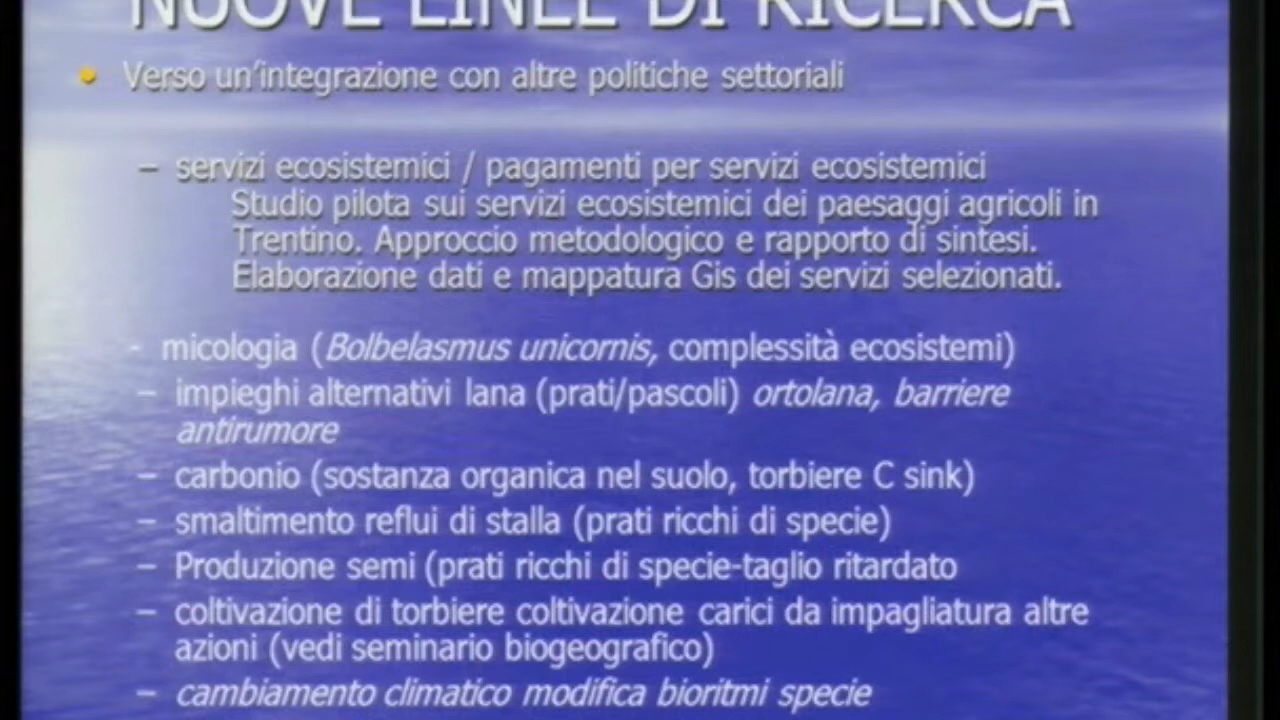 NUOVE LINEE DI RICERCA
• Verso un'integrazione con altre politiche settoriali
– servizi ecosistemici / pagamenti per servizi ecosistemici
Studio pilota sui servizi ecosistemici dei paesaggi agricoli in
Trentino. Approccio metodologico e rapporto di sintesi.
Elaborazione dati e mappatura Gis dei servizi selezionati.
- micologia (Bolbelasmus unicornis, complessità ecosistemi)
– impieghi alternativi lana (prati/pascoli) ortolana, barriere
antirumore
– carbonio (sostanza organica nel suolo, torbiere C sink)
– smaltimento reflui di stalla (prati ricchi di specie)
– Produzione semi (prati ricchi di specie-taglio ritardato
– coltivazione di torbiere coltivazione carici da impagliatura altre
azioni (vedi seminario biogeografico)
– cambiamento climatico modifica bioritmi specie